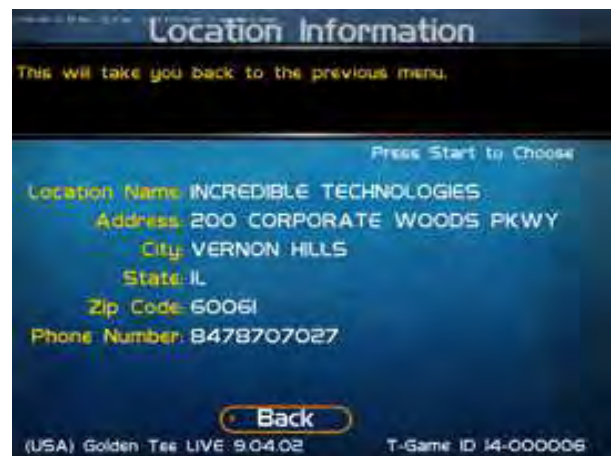 Location Information
This will take you back to the previous menu.
Press Start to Choose
Location Name: INCREDIBLE TECHNOLOGIES
Address: 200 CORPORATE WOODS PKWY
City: VERNON HILLS
State: IL
Zip Code: 60061
Phone Number: 8478707027
Back
(USA) Golden Tee LIVE 9.04.02 T-Game ID 14-000006